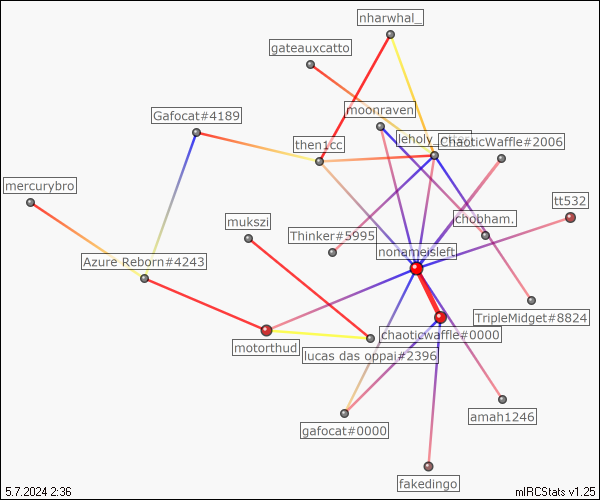 nharwhal_
gateauxcatto
moonraven
Gafocat#4189
then1cc
leholy_
ChaoticWaffle#2006
mercurybro
tt532
chobham.
mukszi
Thinker#5995
nonameisleft
Azure Reborn#4243
TripleMidget#8824
chaoticwaffle#0000
motorthud
lucas das oppai#2396
amah1246
gafocat#0000
fakedingo
5.7.2024 2:36
mIRCStats v1.25